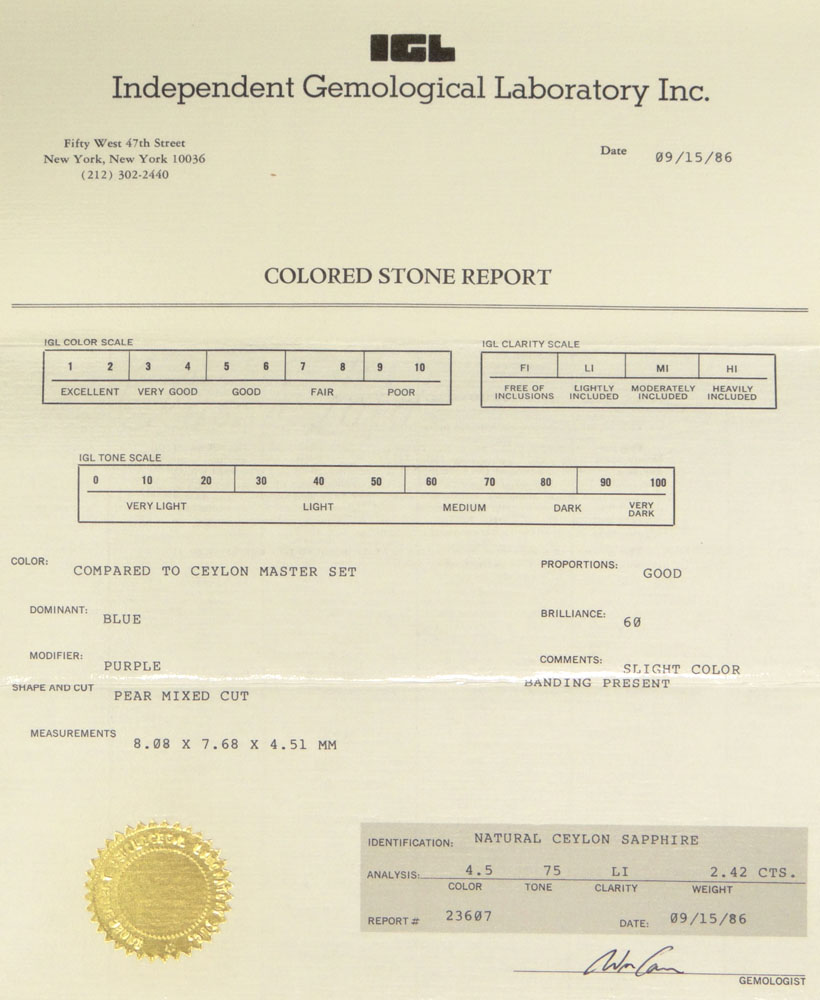 IGL
Independent Gemological Laboratory Inc.
Fifty West 47th Street
New York, New York 10036
(212) 302-2440
Date 09/15/86
COLORED STONE REPORT
IGL COLOR SCALE
1 2 3 4 5 6 7 8 9 10
EXCELLENT VERY GOOD GOOD FAIR POOR
IGL CLARITY SCALE
FI LI MI HI
FREE OF INCLUSIONS LIGHTLY INCLUDED MODERATELY INCLUDED HEAVILY INCLUDED
IGL TONE SCALE
0 10 20 30 40 50 60 70 80 90 100
VERY LIGHT LIGHT MEDIUM DARK VERY DARK
COLOR: COMPARED TO CEYLON MASTER SET
DOMINANT: BLUE
MODIFIER: PURPLE
SHAPE AND CUT PEAR MIXED CUT
MEASUREMENTS 8.08 X 7.68 X 4.51 MM
PROPORTIONS: GOOD
BRILLIANCE: 60
COMMENTS: SLIGHT COLOR
BANDING PRESENT
IDENTIFICATION: NATURAL CEYLON SAPPHIRE
ANALYSIS: 4.5 75 LI 2.42 CTS.
COLOR TONE CLARITY WEIGHT
REPORT # 23607 DATE: 09/15/86
GEMOLOGIST